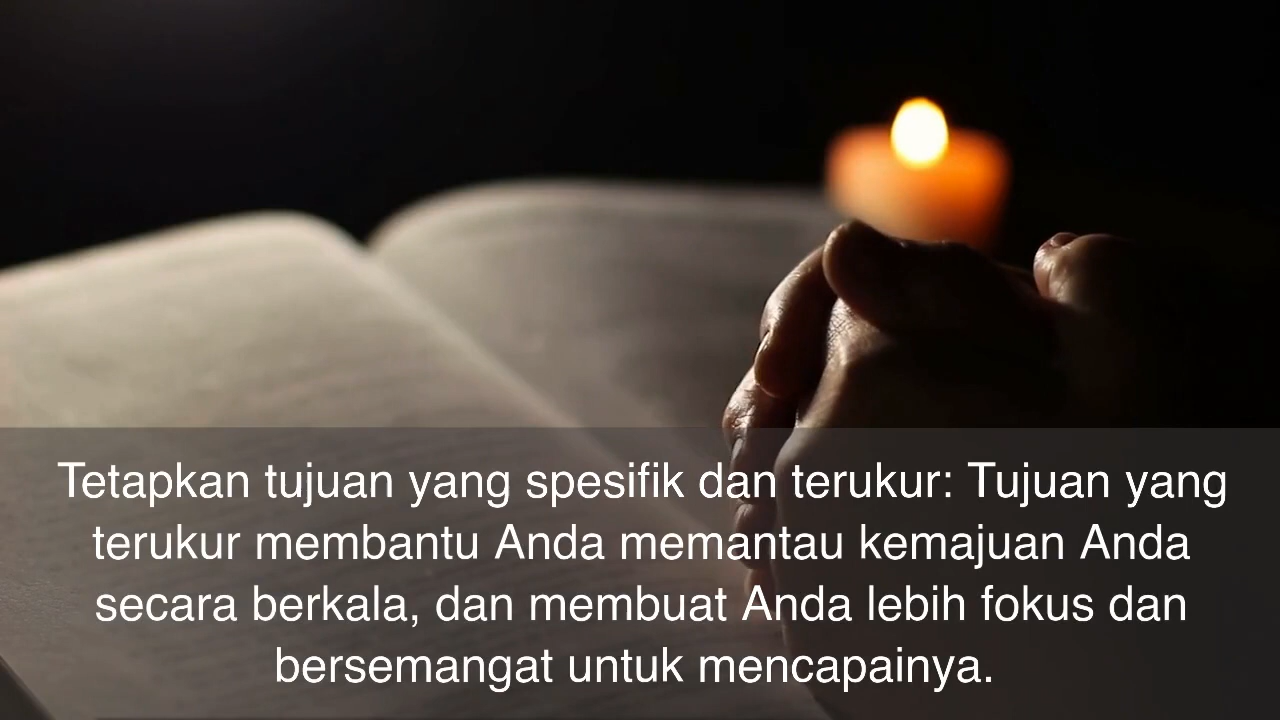 Tetapkan tujuan yang spesifik dan terukur: Tujuan yang
terukur membantu Anda memantau kemajuan Anda
secara berkala, dan membuat Anda lebih fokus dan
bersemangat untuk mencapainya.